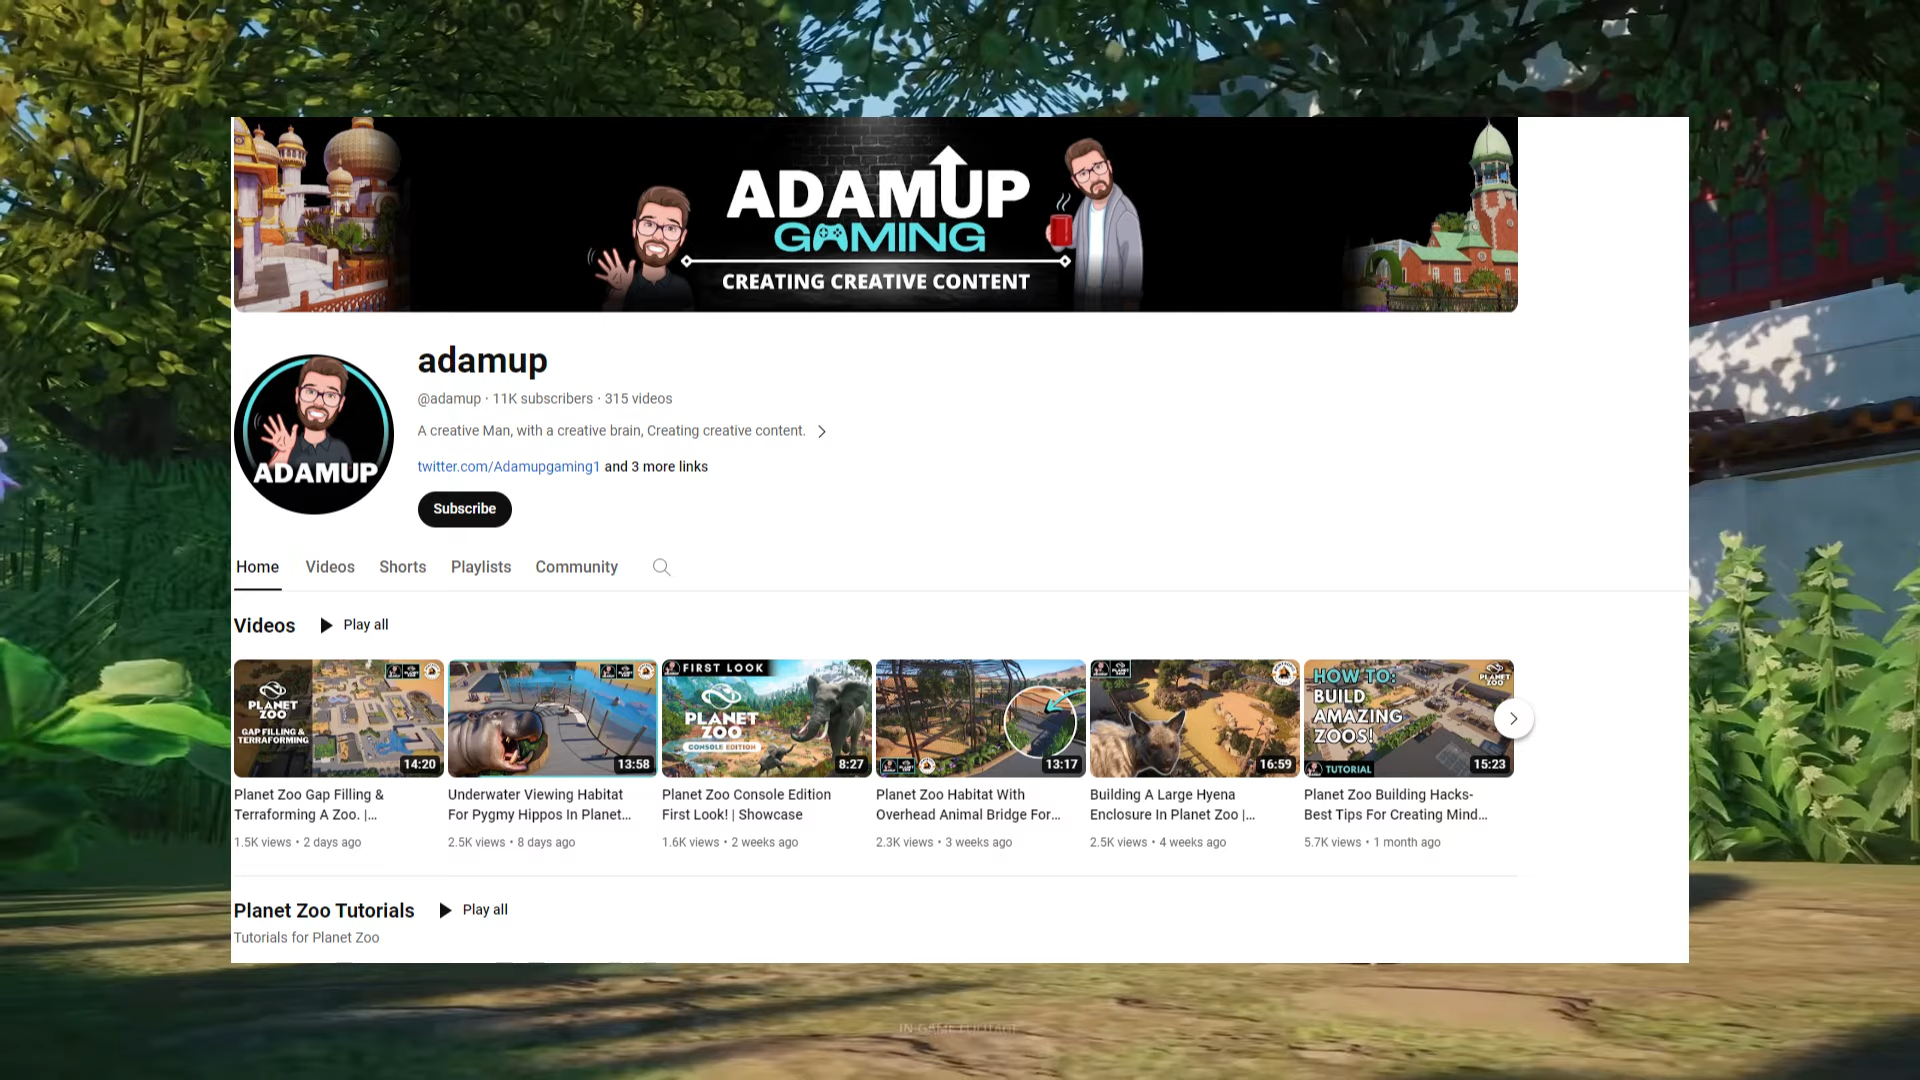 ADAMUP
GAMING
CREATING CREATIVE CONTENT
ADAMUP
adamup
@adamup · 11K subscribers · 315 videos
A creative Man, with a creative brain, Creating creative content.
twitter.com/Adamupgaming1 and 3 more links
Subscribe
Home Videos Shorts Playlists Community
Videos Play all
PLANET
ZOO
GAP FILLING &
TERRAFORMING
14:20
13:58
FIRST LOOK
PLANET
ZOO
CONSOLE EDITION
8:27
13:17
16:59
HOW TO:
BUILD
AMAZING
ZOOS!
TUTORIAL
PLANET
ZOO
15:23
Planet Zoo Gap Filling &
Terraforming A Zoo. |...
1.5K views • 2 days ago
Underwater Viewing Habitat
For Pygmy Hippos In Planet...
2.5K views • 8 days ago
Planet Zoo Console Edition
First Look! | Showcase
1.6K views • 2 weeks ago
Planet Zoo Habitat With
Overhead Animal Bridge For...
2.3K views • 3 weeks ago
Building A Large Hyena
Enclosure In Planet Zoo |...
2.5K views • 4 weeks ago
Planet Zoo Building Hacks-
Best Tips For Creating Mind...
5.7K views • 1 month ago
Planet Zoo Tutorials Play all
Tutorials for Planet Zoo
IN-GAME FOOTAGE